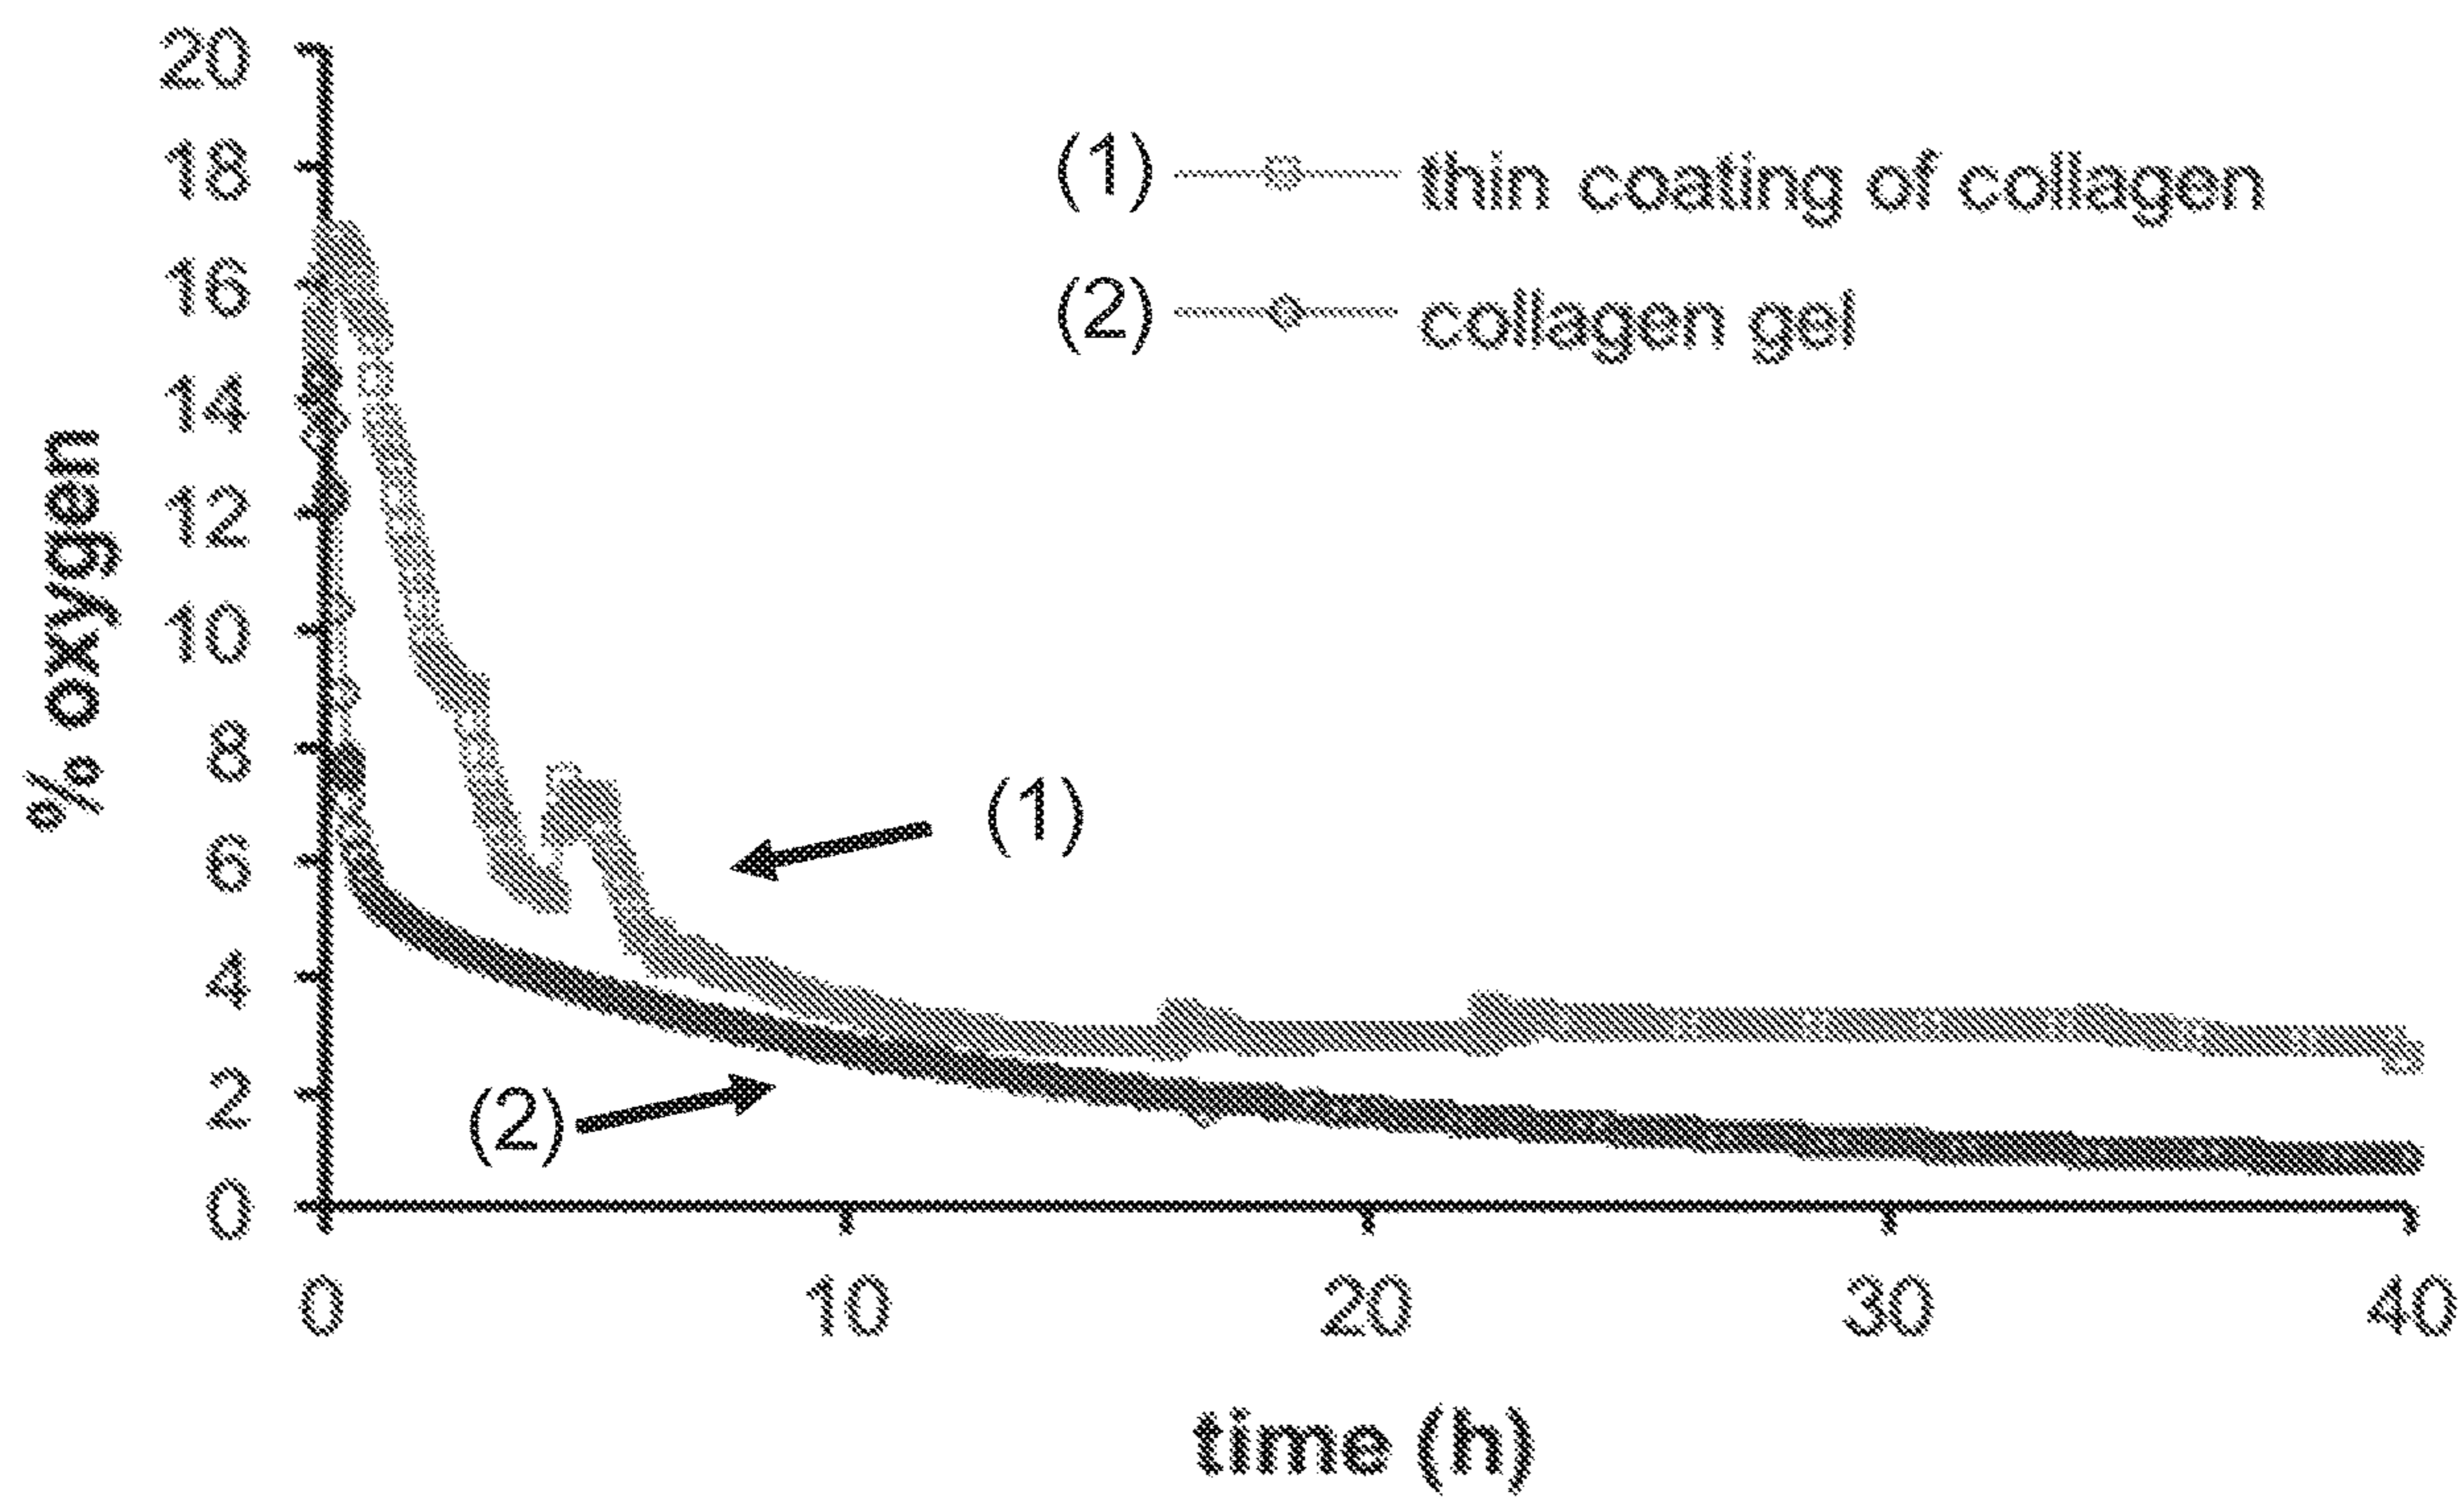 20
18
16
14
12
10
8
6
4
2
0
% oxygen
(1) thin coating of collagen
(2) collagen gel
(1)
(2)
0 10 20 30 40
time (h)